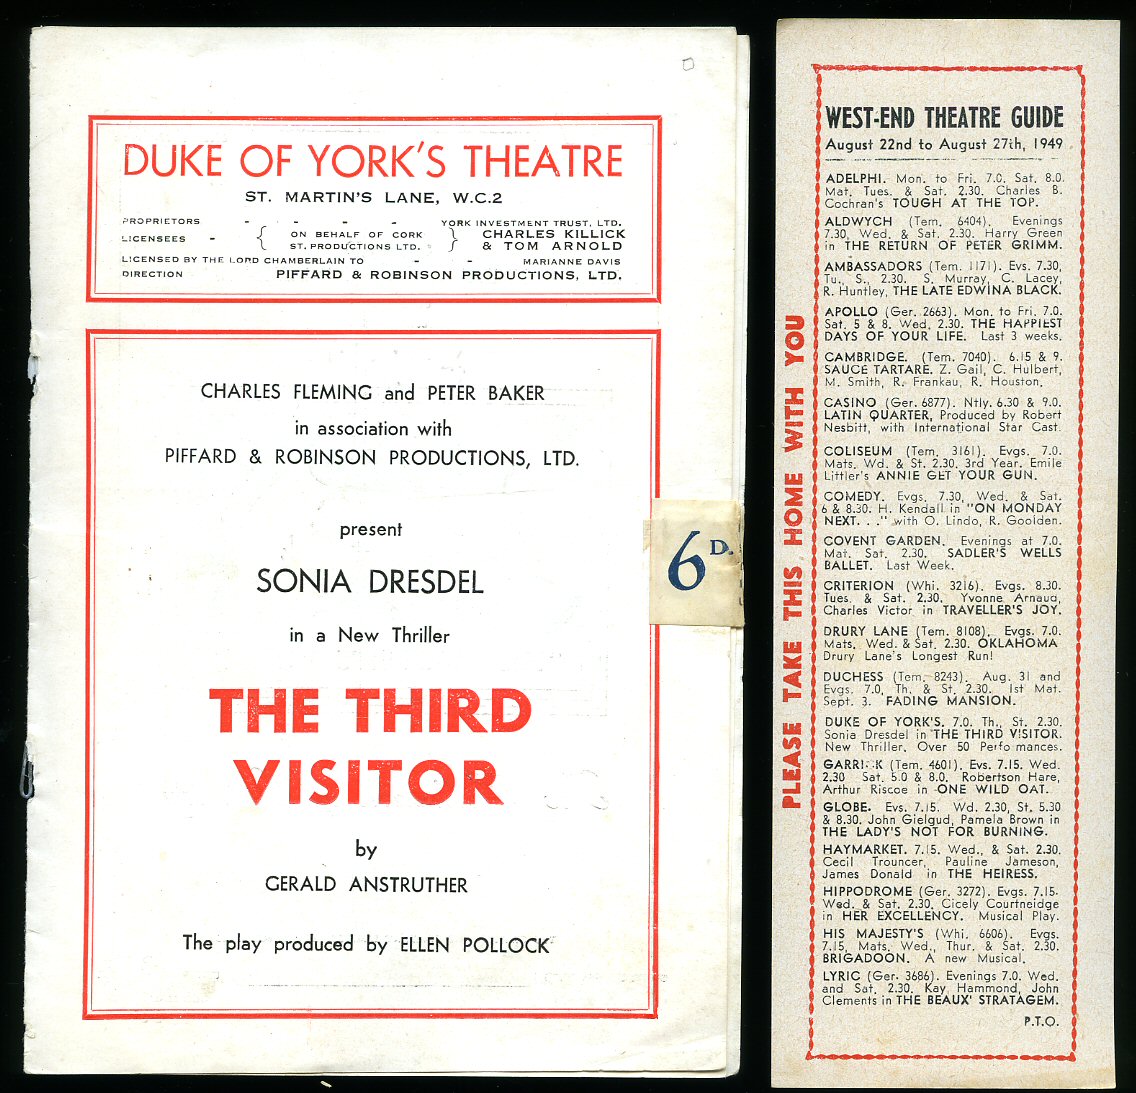 DUKE OF YORK'S THEATRE
ST. MARTIN'S LANE, W.C.2
PROPRIETORS - - - - YORK INVESTMENT TRUST, LTD.
LICENSEES - { ON BEHALF OF CORK ST. PRODUCTIONS LTD. } CHARLES KILLICK & TOM ARNOLD
LICENSED BY THE LORD CHAMBERLAIN TO - - MARIANNE DAVIS
DIRECTION PIFFARD & ROBINSON PRODUCTIONS, LTD.
CHARLES FLEMING and PETER BAKER
in association with
PIFFARD & ROBINSON PRODUCTIONS, LTD.
present
SONIA DRESDEL
in a New Thriller
THE THIRD
VISITOR
by
GERALD ANSTRUTHER
The play produced by ELLEN POLLOCK
6D.
PLEASE TAKE THIS HOME WITH YOU
WEST-END THEATRE GUIDE
August 22nd to August 27th, 1949
ADELPHI. Mon. to Fri. 7.0. Sat. 8.0.
Mat. Tues. & Sat. 2.30. Charles B.
Cochran's TOUGH AT THE TOP.
ALDWYCH (Tem. 6404). Evenings
7.30, Wed. & Sat. 2.30. Harry Green
in THE RETURN OF PETER GRIMM.
AMBASSADORS (Tem. 1171). Evs. 7.30,
Tu., S., 2.30. S. Murray, C. Lacey,
R. Huntley, THE LATE EDWINA BLACK.
APOLLO (Ger. 2663). Mon. to Fri. 7.0.
Sat. 5 & 8. Wed. 2.30. THE HAPPIEST
DAYS OF YOUR LIFE. Last 3 weeks.
CAMBRIDGE. (Tem. 7040). 6.15 & 9.
SAUCE TARTARE. Z. Gail, C. Hulbert,
M. Smith, R. Frankau, R. Houston.
CASINO (Ger. 6877). Ntly. 6.30 & 9.0.
LATIN QUARTER, Produced by Robert
Nesbitt, with International Star Cast.
COLISEUM (Tem. 3161). Evgs. 7.0.
Mats. Wd. & St. 2.30. 3rd Year. Emile
Littler's ANNIE GET YOUR GUN.
COMEDY. Evgs. 7.30, Wed. & Sat.
6 & 8.30. H. Kendall in "ON MONDAY
NEXT. . ." with O. Lindo, R. Goolden.
COVENT GARDEN. Evenings at 7.0.
Mat. Sat. 2.30. SADLER'S WELLS
BALLET. Last Week.
CRITERION (Whi. 3216). Evgs. 8.30.
Tues. & Sat. 2.30. Yvonne Arnaud,
Charles Victor in TRAVELLER'S JOY.
DRURY LANE (Tem. 8108). Evgs. 7.0.
Mats. Wed. & Sat. 2.30. OKLAHOMA
Drury Lane's Longest Run!
DUCHESS (Tem. 8243). Aug. 31 and
Evgs. 7.0, Th. & St. 2.30. 1st Mat.
Sept. 3. FADING MANSION.
DUKE OF YORK'S. 7.0. Th., St. 2.30.
Sonia Dresdel in THE THIRD VISITOR.
New Thriller. Over 50 Perfo mances.
GARRICK (Tem. 4601). Evs. 7.15. Wed.
2.30 Sat. 5.0 & 8.0. Robertson Hare,
Arthur Riscoe in ONE WILD OAT.
GLOBE. Evs. 7.15. Wd. 2.30, St. 5.30
& 8.30. John Gielgud, Pamela Brown in
THE LADY'S NOT FOR BURNING.
HAYMARKET. 7.15. Wed., & Sat. 2.30.
Cecil Trouncer, Pauline Jameson,
James Donald in THE HEIRESS.
HIPPODROME (Ger. 3272). Evgs. 7.15.
Wed. & Sat. 2.30, Cicely Courtneidge
in HER EXCELLENCY. Musical Play.
HIS MAJESTY'S (Whi. 6606). Evgs.
7.15, Mats. Wed., Thur. & Sat. 2.30.
BRIGADOON. A new Musical.
LYRIC (Ger. 3686). Evenings 7.0. Wed.
and Sat. 2.30. Kay Hammond, John
Clements in THE BEAUX' STRATAGEM.
P.T.O.